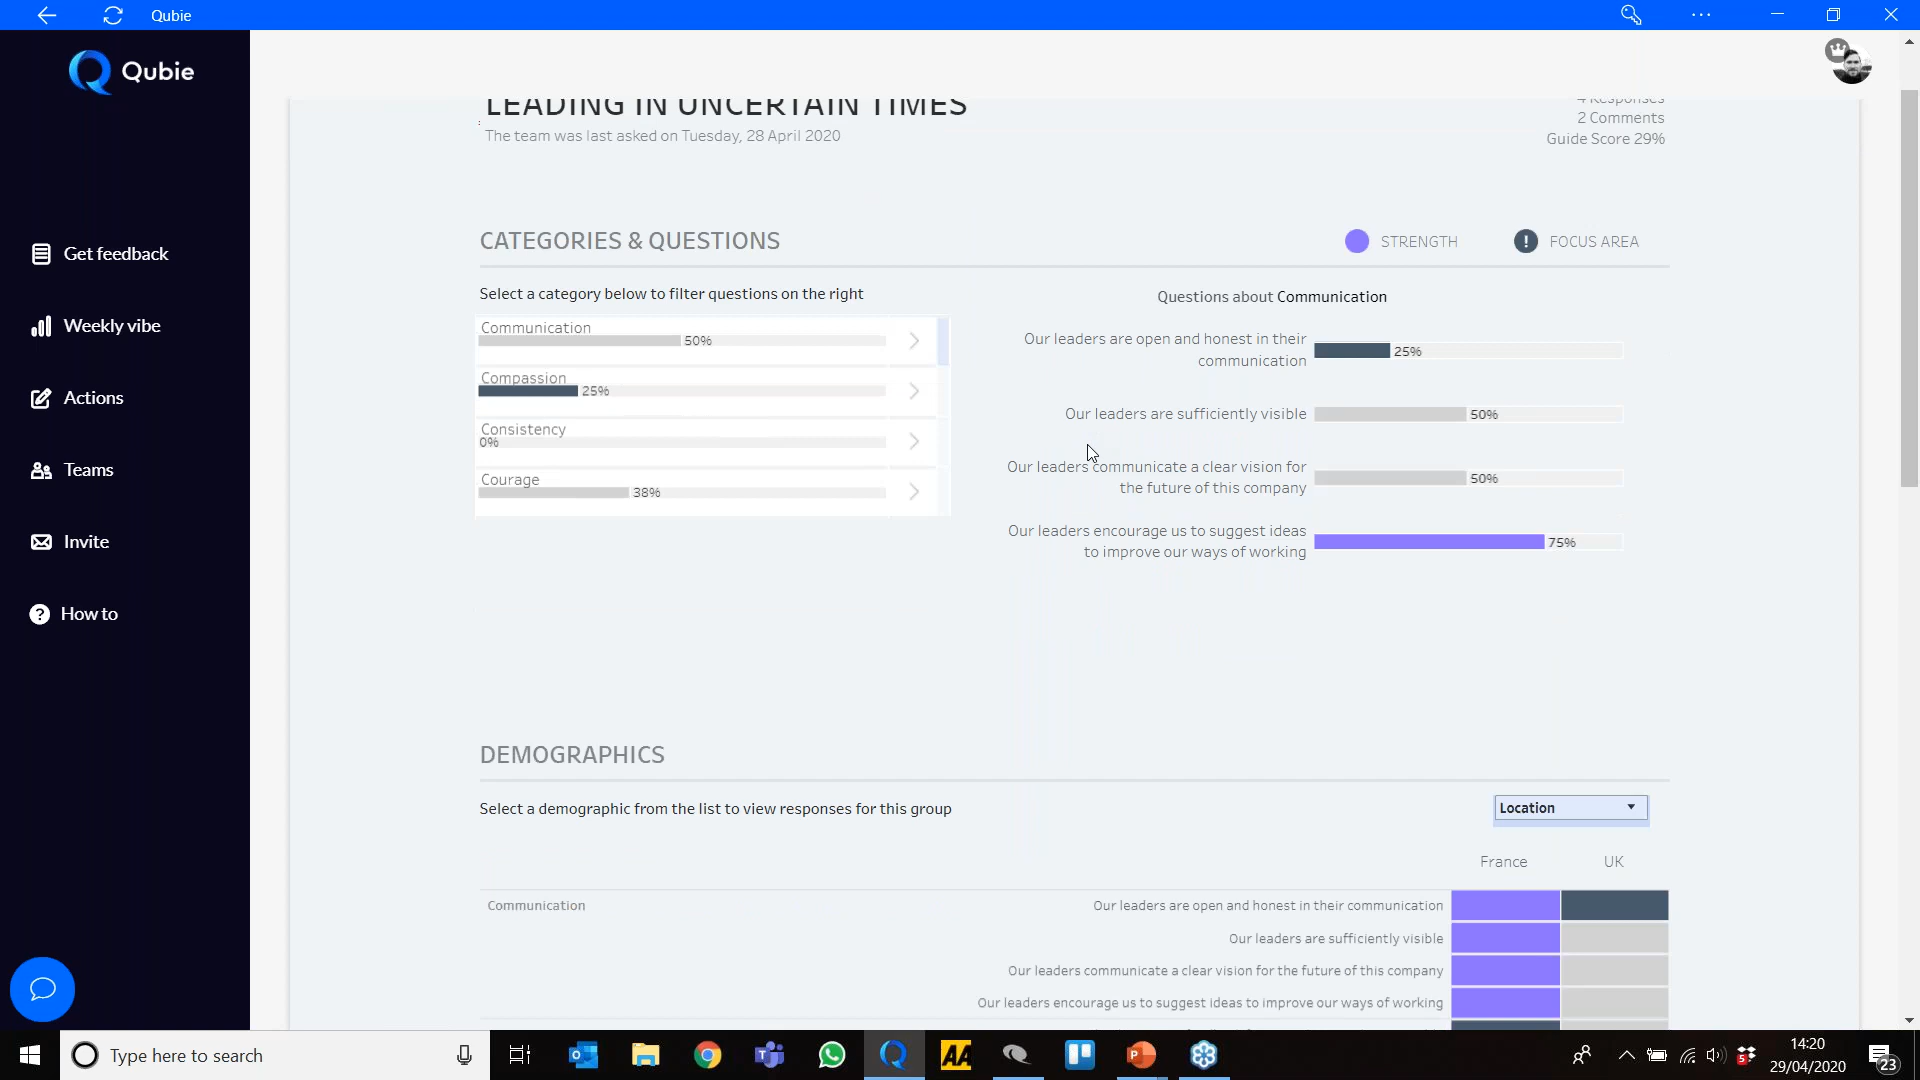 Qubie
Qubie
LEADING IN UNCERTAIN TIMES
The team was last asked on Tuesday, 28 April 2020
4 Responses
2 Comments
Guide Score 29%
Get feedback
Weekly vibe
Actions
Teams
Invite
How to
CATEGORIES & QUESTIONS
STRENGTH
! FOCUS AREA
Select a category below to filter questions on the right
Communication
50%
Compassion
25%
Consistency
0%
Courage
38%
Questions about Communication
Our leaders are open and honest in their
communication
25%
Our leaders are sufficiently visible
50%
Our leaders communicate a clear vision for
the future of this company
50%
Our leaders encourage us to suggest ideas
to improve our ways of working
75%
DEMOGRAPHICS
Select a demographic from the list to view responses for this group
Location
France
UK
Communication
Our leaders are open and honest in their communication
Our leaders are sufficiently visible
Our leaders communicate a clear vision for the future of this company
Our leaders encourage us to suggest ideas to improve our ways of working
Type here to search
AA
5
14:20
29/04/2020
23